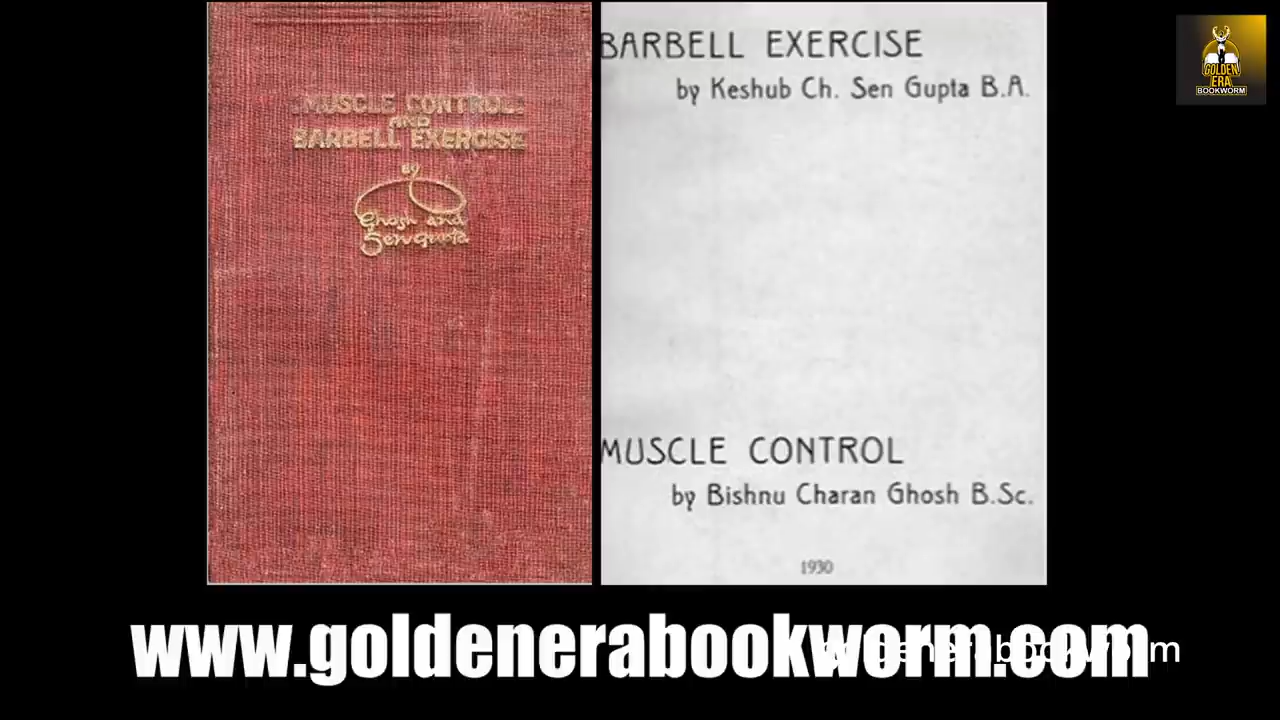 MUSCLE CONTROL
AND
BARBELL EXERCISE
BY
Ghosh and
Sengupta
BARBELL EXERCISE
by Keshub Ch. Sen Gupta B.A.
MUSCLE CONTROL
by Bishnu Charan Ghosh B.Sc.
1930
GOLDEN
ERA
BOOKWORM
www.goldenerabookworm.com
goldenerabookworm